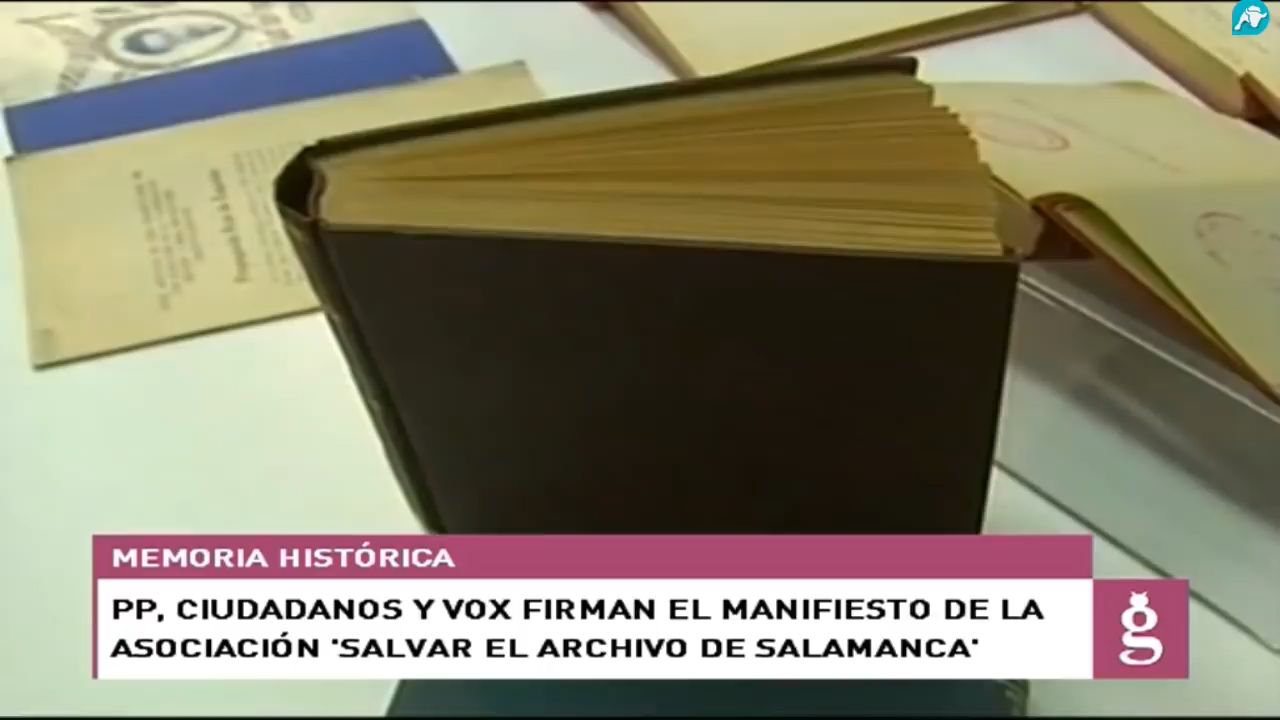 MEMORIA HISTÓRICA
PP, CIUDADANOS Y VOX FIRMAN EL MANIFIESTO DE LA
ASOCIACIÓN 'SALVAR EL ARCHIVO DE SALAMANCA'
g